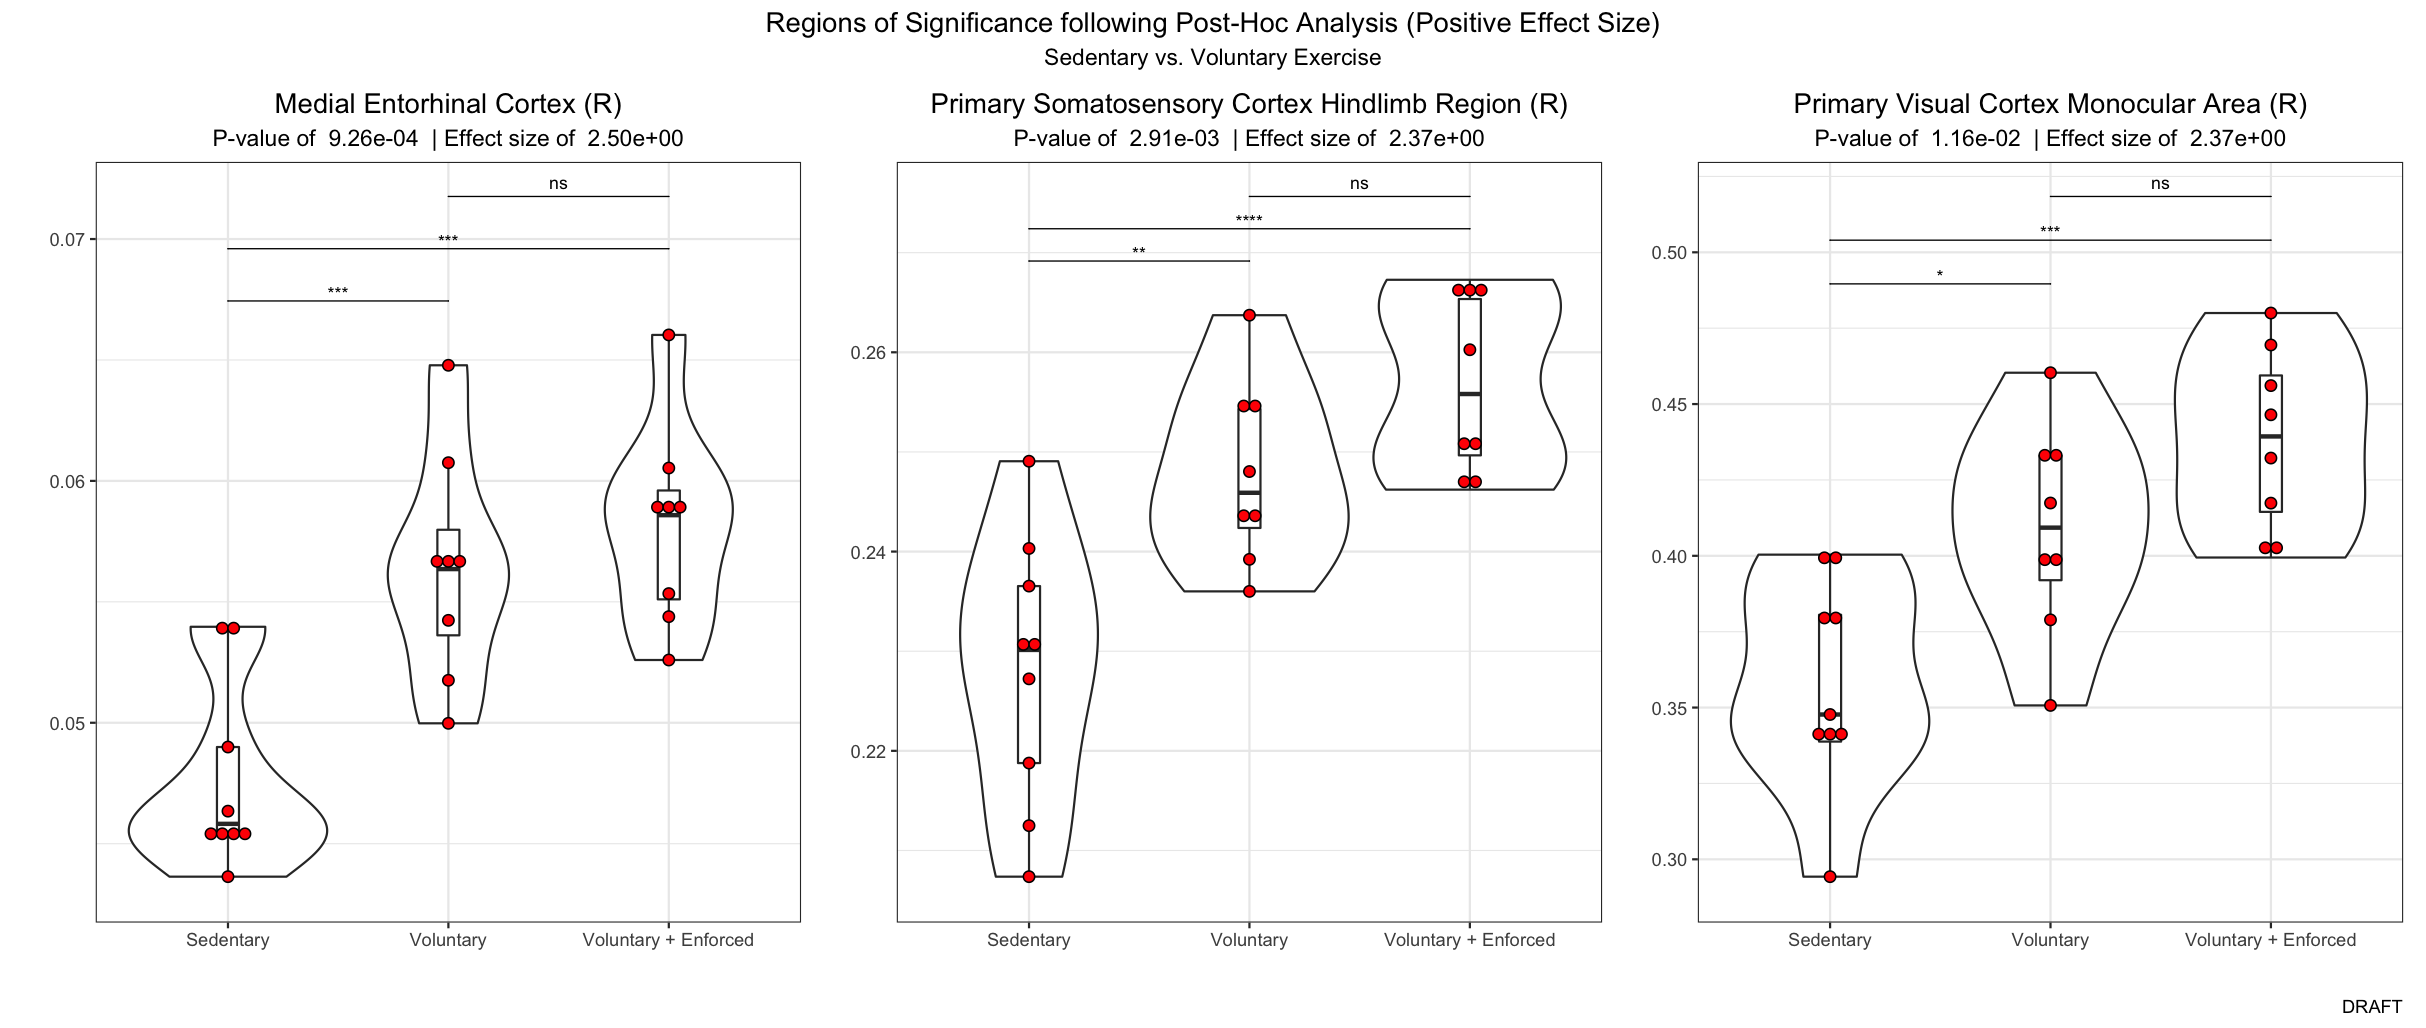 Regions of Significance following Post-Hoc Analysis (Positive Effect Size)
Sedentary vs. Voluntary Exercise
Medial Entorhinal Cortex (R)
P-value of 9.26e-04 | Effect size of 2.50e+00
ns
***
***
0.07
0.06
0.05
Sedentary
Voluntary
Voluntary + Enforced
Primary Somatosensory Cortex Hindlimb Region (R)
P-value of 2.91e-03 | Effect size of 2.37e+00
ns
****
**
0.26
0.24
0.22
Sedentary
Voluntary
Voluntary + Enforced
Primary Visual Cortex Monocular Area (R)
P-value of 1.16e-02 | Effect size of 2.37e+00
ns
***
*
0.50
0.45
0.40
0.35
0.30
Sedentary
Voluntary
Voluntary + Enforced
DRAFT